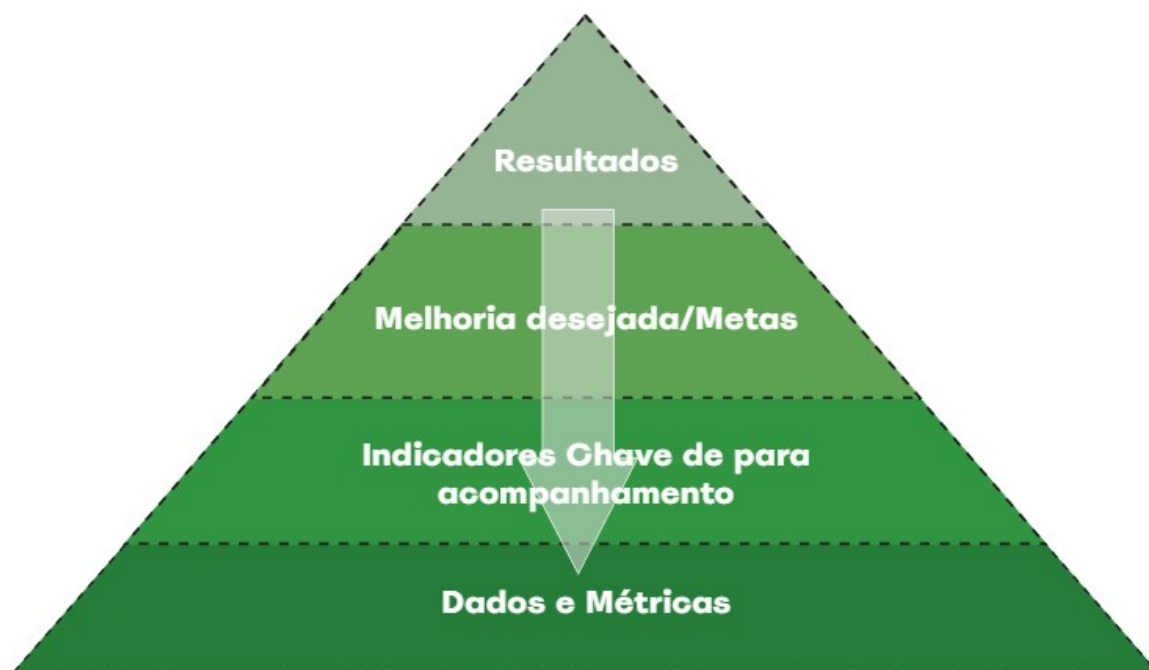 Resultados
Melhoria desejada/Metas
Indicadores Chave de para
acompanhamento
Dados e Métricas